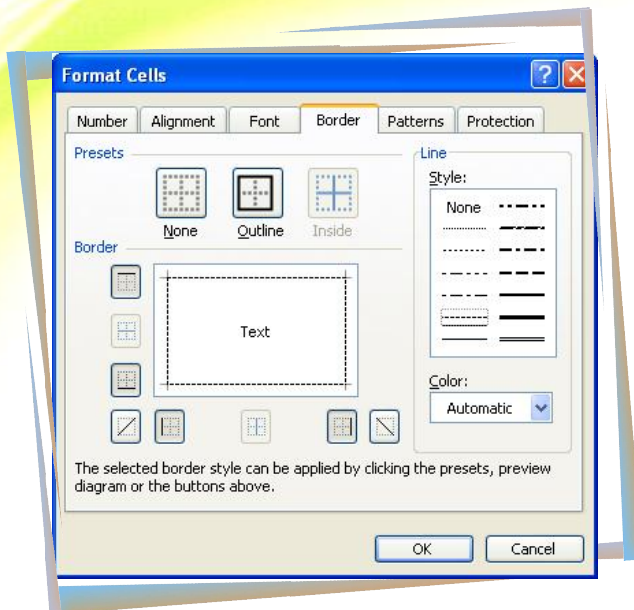 Format Cells
Number Alignment Font Border Patterns Protection
Presets
None Outline Inside
Border
Text
Line
Style:
None
Color:
Automatic
The selected border style can be applied by clicking the presets, preview
diagram or the buttons above.
OK Cancel